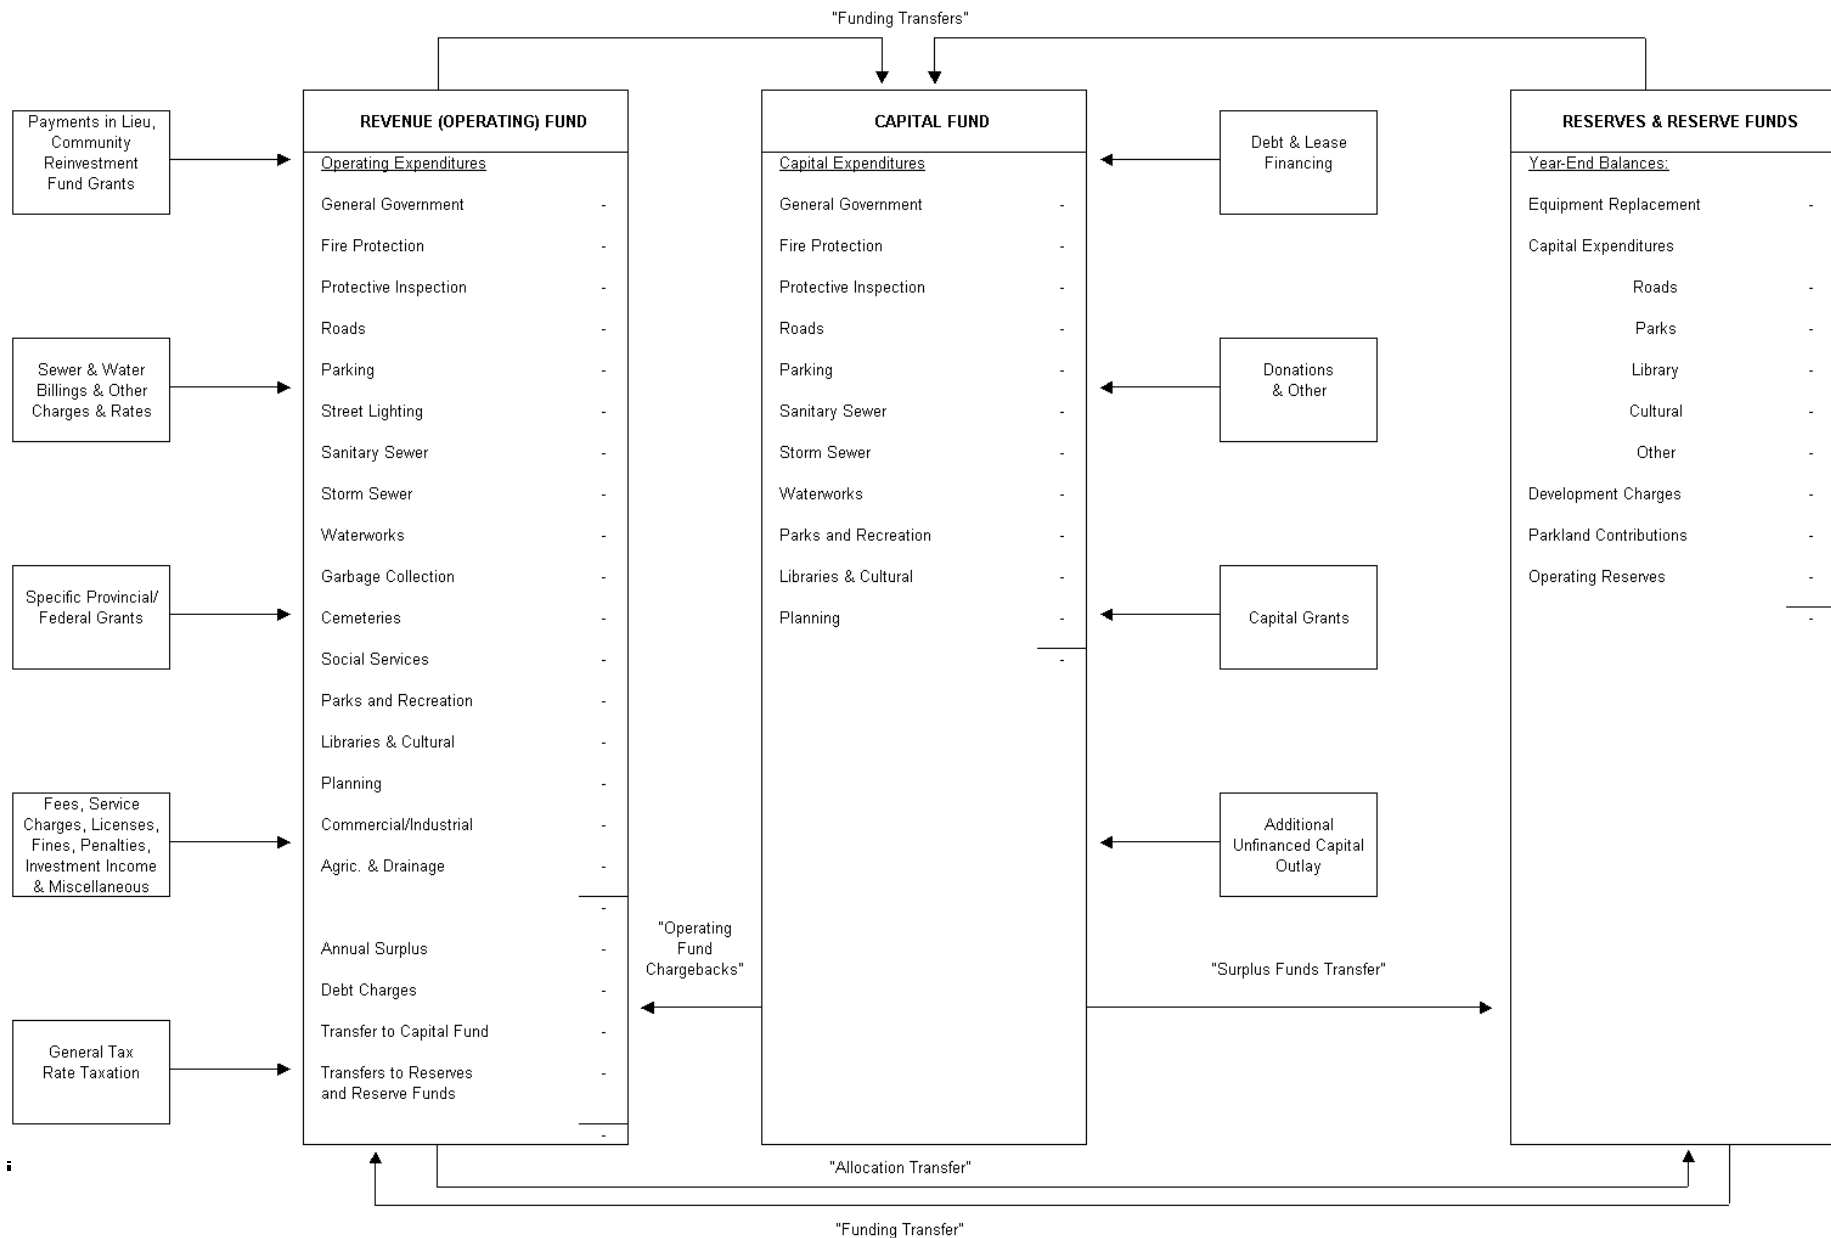 "Funding Transfers"
Payments in Lieu,
Community
Reinvestment
Fund Grants
Sewer & Water
Billings & Other
Charges & Rates
Specific Provincial/
Federal Grants
Fees, Service
Charges, Licenses,
Fines, Penalties,
Investment Income
& Miscellaneous
General Tax
Rate Taxation
REVENUE (OPERATING) FUND
Operating Expenditures
General Government -
Fire Protection -
Protective Inspection -
Roads -
Parking -
Street Lighting -
Sanitary Sewer -
Storm Sewer -
Waterworks -
Garbage Collection -
Cemeteries -
Social Services -
Parks and Recreation -
Libraries & Cultural -
Planning -
Commercial/Industrial -
Agric. & Drainage -
-
Annual Surplus -
Debt Charges -
Transfer to Capital Fund -
Transfers to Reserves -
and Reserve Funds
-
"Operating
Fund
Chargebacks"
CAPITAL FUND
Capital Expenditures
General Government -
Fire Protection -
Protective Inspection -
Roads -
Parking -
Sanitary Sewer -
Storm Sewer -
Waterworks -
Parks and Recreation -
Libraries & Cultural -
Planning -
-
Debt & Lease
Financing
Donations
& Other
Capital Grants
Additional
Unfinanced Capital
Outlay
"Surplus Funds Transfer"
RESERVES & RESERVE FUNDS
Year-End Balances:
Equipment Replacement -
Capital Expenditures
Roads -
Parks -
Library -
Cultural -
Other -
Development Charges -
Parkland Contributions -
Operating Reserves -
-
i
"Allocation Transfer"
"Funding Transfer"